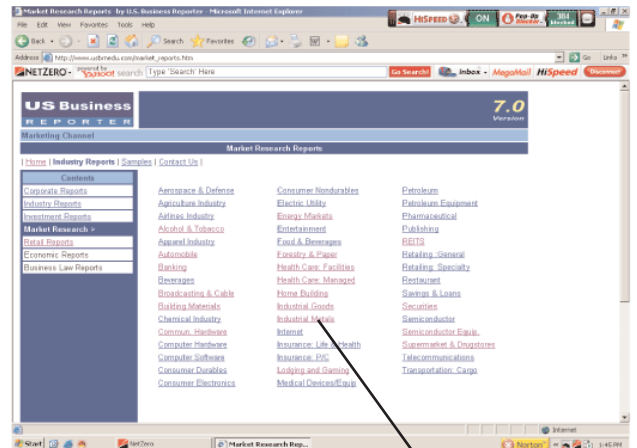 Market Research Reports by U.S. Business Reporter - Microsoft Internet Explorer
File Edit View Favorites Tools Help
HiSPEED ON Pop-Up Blocker 384 blocked
Back Search Favorites
Address http://www.usbrnedu.com/market_reports.htm Go Links
NETZERO powered by YAHOO! search Type 'Search' Here Go Search! Inbox MegaMail HiSpeed Disconnect
US Business
REPORTER
7.0
Version
Marketing Channel
Market Research Reports
| Home | Industry Reports | Samples | Contact Us |
Contents
Corporate Reports
Industry Reports
Investment Reports
Market Research >
Retail Reports
Economic Reports
Business Law Reports
Aerospace & Defense
Agriculture Industry
Airlines Industry
Alcohol & Tobacco
Apparel Industry
Automobile
Banking
Beverages
Broadcasting & Cable
Building Materials
Chemical Industry
Commun. Hardware
Computer Hardware
Computer Software
Consumer Durables
Consumer Electronics
Consumer Nondurables
Electric Utility
Energy Markets
Entertainment
Food & Beverages
Forestry & Paper
Health Care: Facilities
Health Care: Managed
Home Building
Industrial Goods
Industrial Metals
Internet
Insurance: Life & Health
Insurance: P/C
Lodging and Gaming
Medical Devices/Equip
Petroleum
Petroleum Equipment
Pharmaceutical
Publishing
REITS
Retailing: General
Retailing: Specialty
Restaurant
Savings & Loans
Securities
Semiconductor
Semiconductor Equip.
Supermarket & Drugstores
Telecommunications
Transportation: Cargo
Internet
Start NetZero Market Research Rep... Norton 1:45 PM